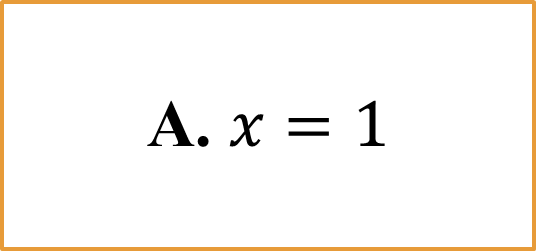 A. x = 1